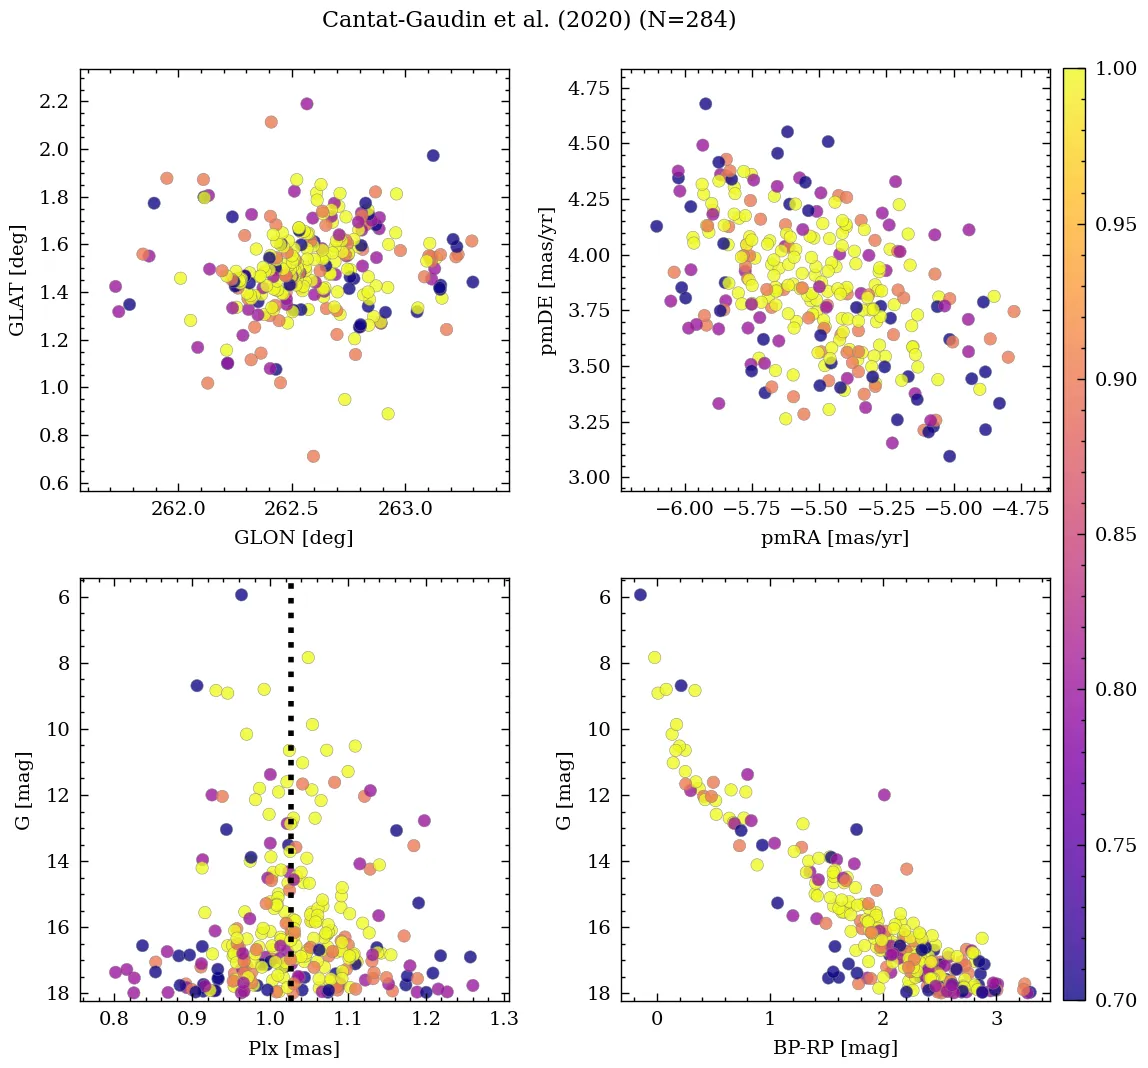 Cantat-Gaudin et al. (2020) (N=284)
2.2
2.0
1.8
1.6
1.4
1.2
1.0
0.8
0.6
GLAT [deg]
262.0 262.5 263.0
GLON [deg]
4.75
4.50
4.25
4.00
3.75
3.50
3.25
3.00
pmDE [mas/yr]
−6.00 −5.75 −5.50 −5.25 −5.00 −4.75
pmRA [mas/yr]
6
8
10
12
14
16
18
G [mag]
0.8 0.9 1.0 1.1 1.2 1.3
Plx [mas]
6
8
10
12
14
16
18
G [mag]
0 1 2 3
BP-RP [mag]
1.00
0.95
0.90
0.85
0.80
0.75
0.70